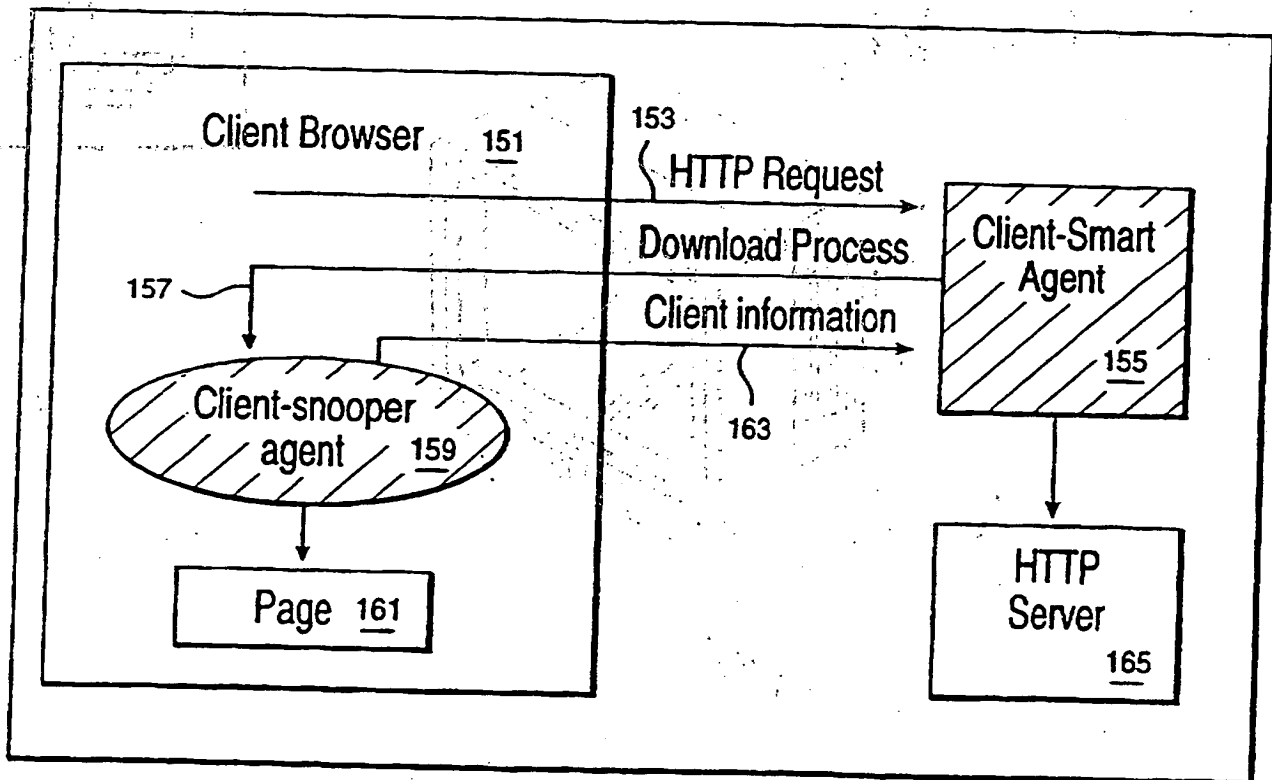 Client Browser 151
153
HTTP Request
Download Process
157
Client information
163
Client-Smart
Agent
155
Client-snooper
agent 159
Page 161
HTTP
Server
165